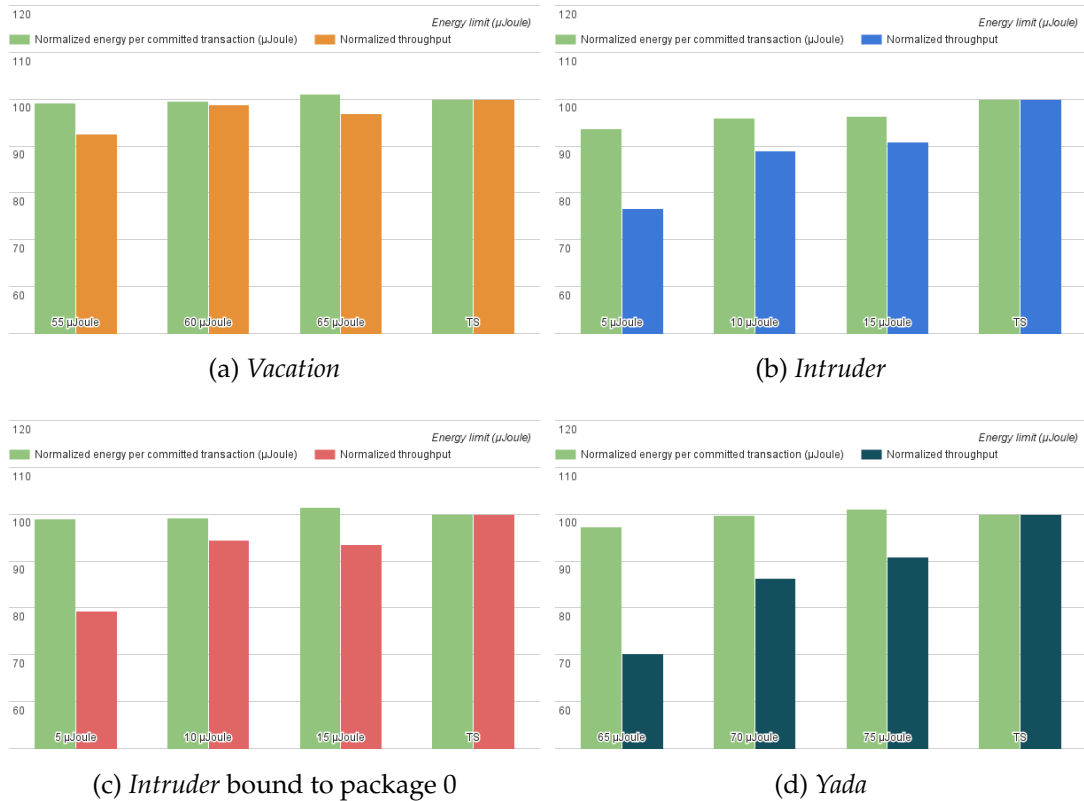 120
Energy limit (µJoule)
Normalized energy per committed transaction (µJoule) Normalized throughput
110
100
90
80
70
60
55 µJoule 60 µJoule 65 µJoule TS
(a) Vacation
120
Energy limit (µJoule)
Normalized energy per committed transaction (µJoule) Normalized throughput
110
100
90
80
70
60
5 µJoule 10 µJoule 15 µJoule TS
(b) Intruder
120
Energy limit (µJoule)
Normalized energy per committed transaction (µJoule) Normalized throughput
110
100
90
80
70
60
5 µJoule 10 µJoule 15 µJoule TS
(c) Intruder bound to package 0
120
Energy limit (µJoule)
Normalized energy per committed transaction (µJoule) Normalized throughput
110
100
90
80
70
60
65 µJoule 70 µJoule 75 µJoule TS
(d) Yada